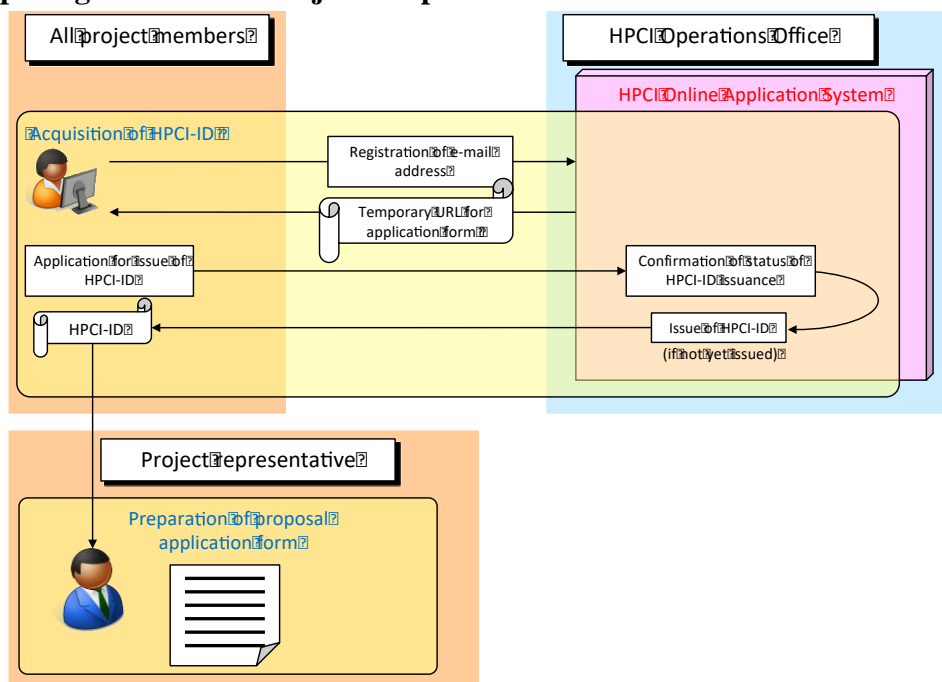 All project members
HPCI Operations Office
HPCI Online Application System
Acquisition of HPCI-ID
Registration of e-mail
address
Temporary URL for
application form
Application for issue of
HPCI-ID
Confirmation of status of
HPCI-ID issuance
HPCI-ID
Issue of HPCI-ID
(if not yet issued)
Project representative
Preparation of proposal
application form